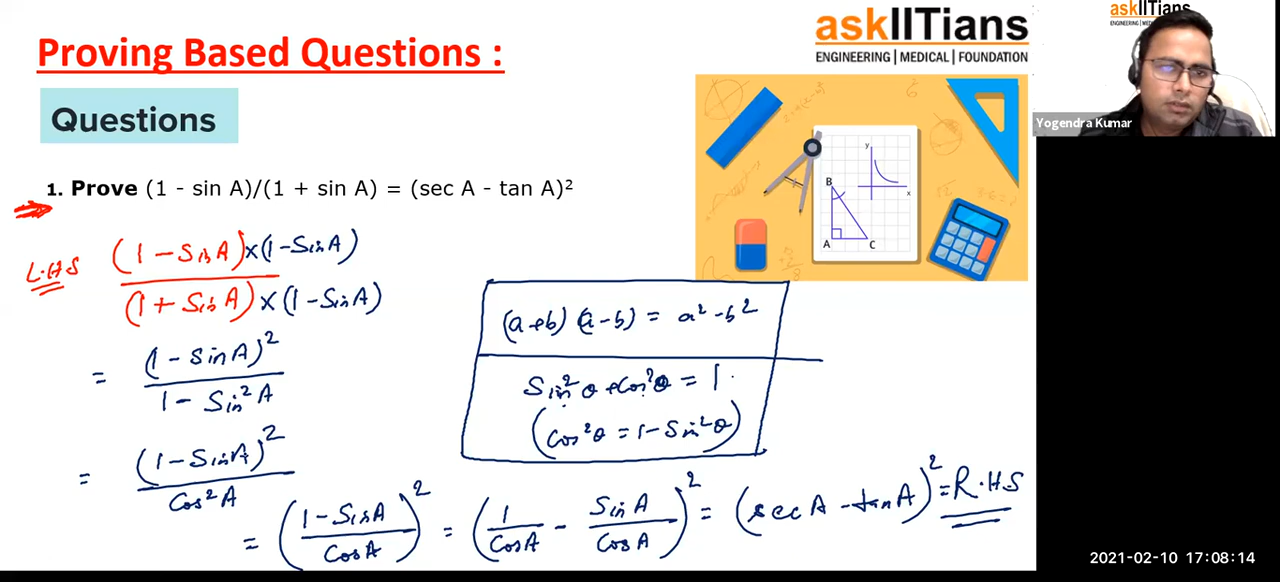 Proving Based Questions :
askIITians
ENGINEERING | MEDICAL | FOUNDATION
askIITians
Yogendra Kumar
Questions
1. Prove (1 - sin A)/(1 + sin A) = (sec A - tan A)²
L.H.S (1 - Sin A) × (1 - Sin A)
(1 + Sin A) × (1 - Sin A)
(a+b) (a-b) = a² - b²
= (1 - Sin A)²
1 - Sin² A
Sin²θ + Cos²θ = 1.
(Cos²θ = 1 - Sin²θ)
= (1 - Sin A)²
Cos² A
= (1 - Sin A / Cos A)² = (1 / Cos A - Sin A / Cos A)² = (sec A - tan A)² = R.H.S
B
A
C
y
x
2021-02-10 17:08:14